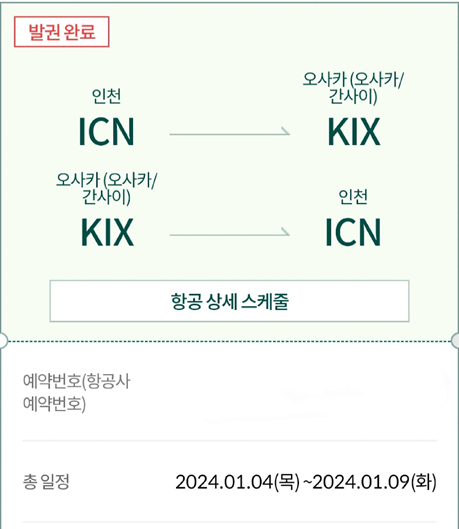 발권 완료
인천
ICN
오사카 (오사카/
간사이)
KIX
오사카 (오사카/
간사이)
KIX
인천
ICN
항공 상세 스케줄
예약번호(항공사
예약번호)
총 일정
2024.01.04(목) ~2024.01.09(화)